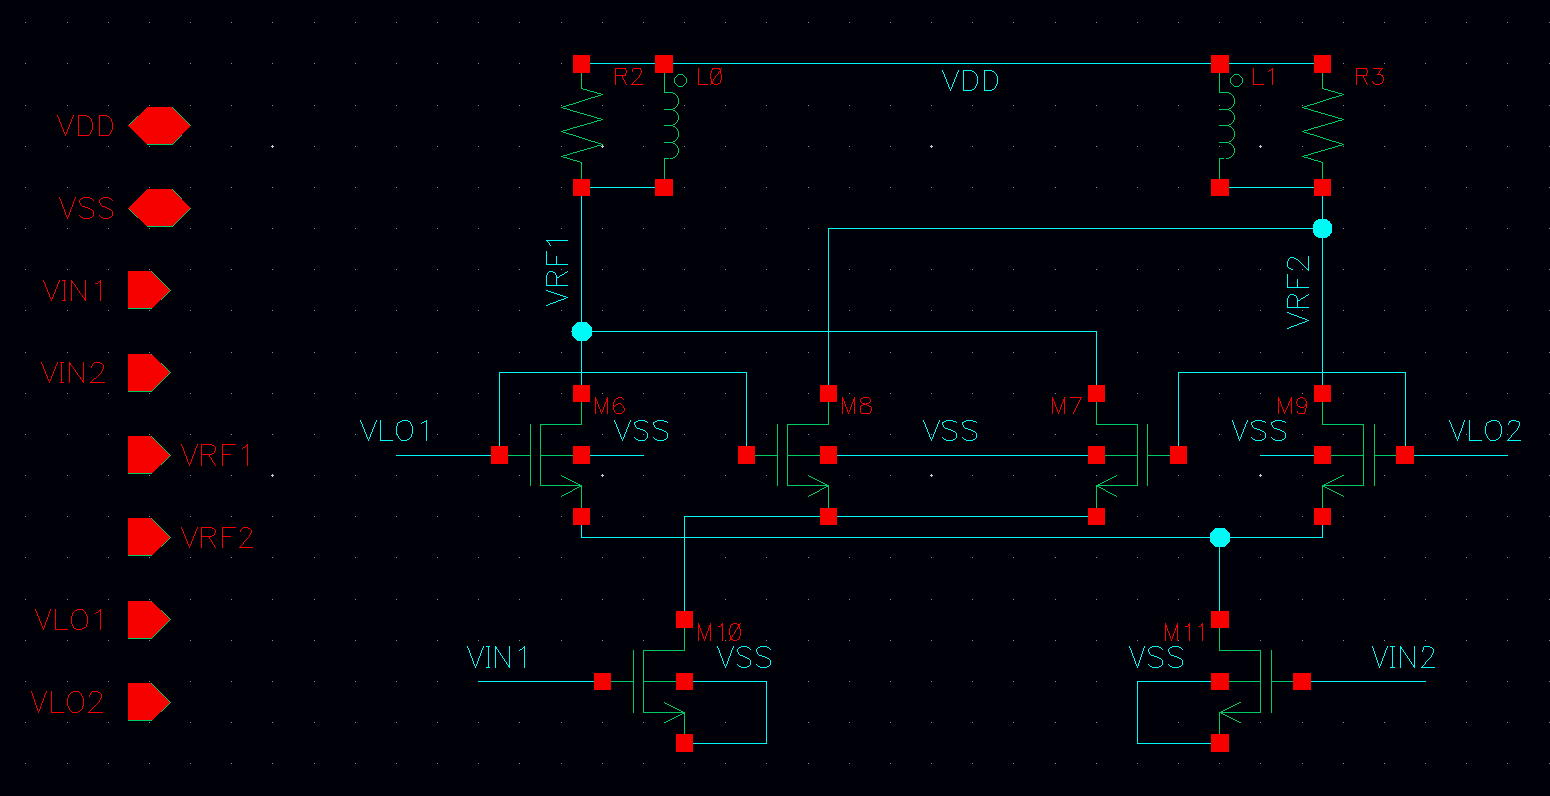 R2
L0
VDD
L1
R3
VDD
VSS
VIN1
VRF1
VRF2
VIN2
M6
M8
M7
M9
VLO1
VSS
VSS
VSS
VLO2
VRF1
VRF2
VLO1
M10
M11
VIN1
VSS
VSS
VIN2
VLO2